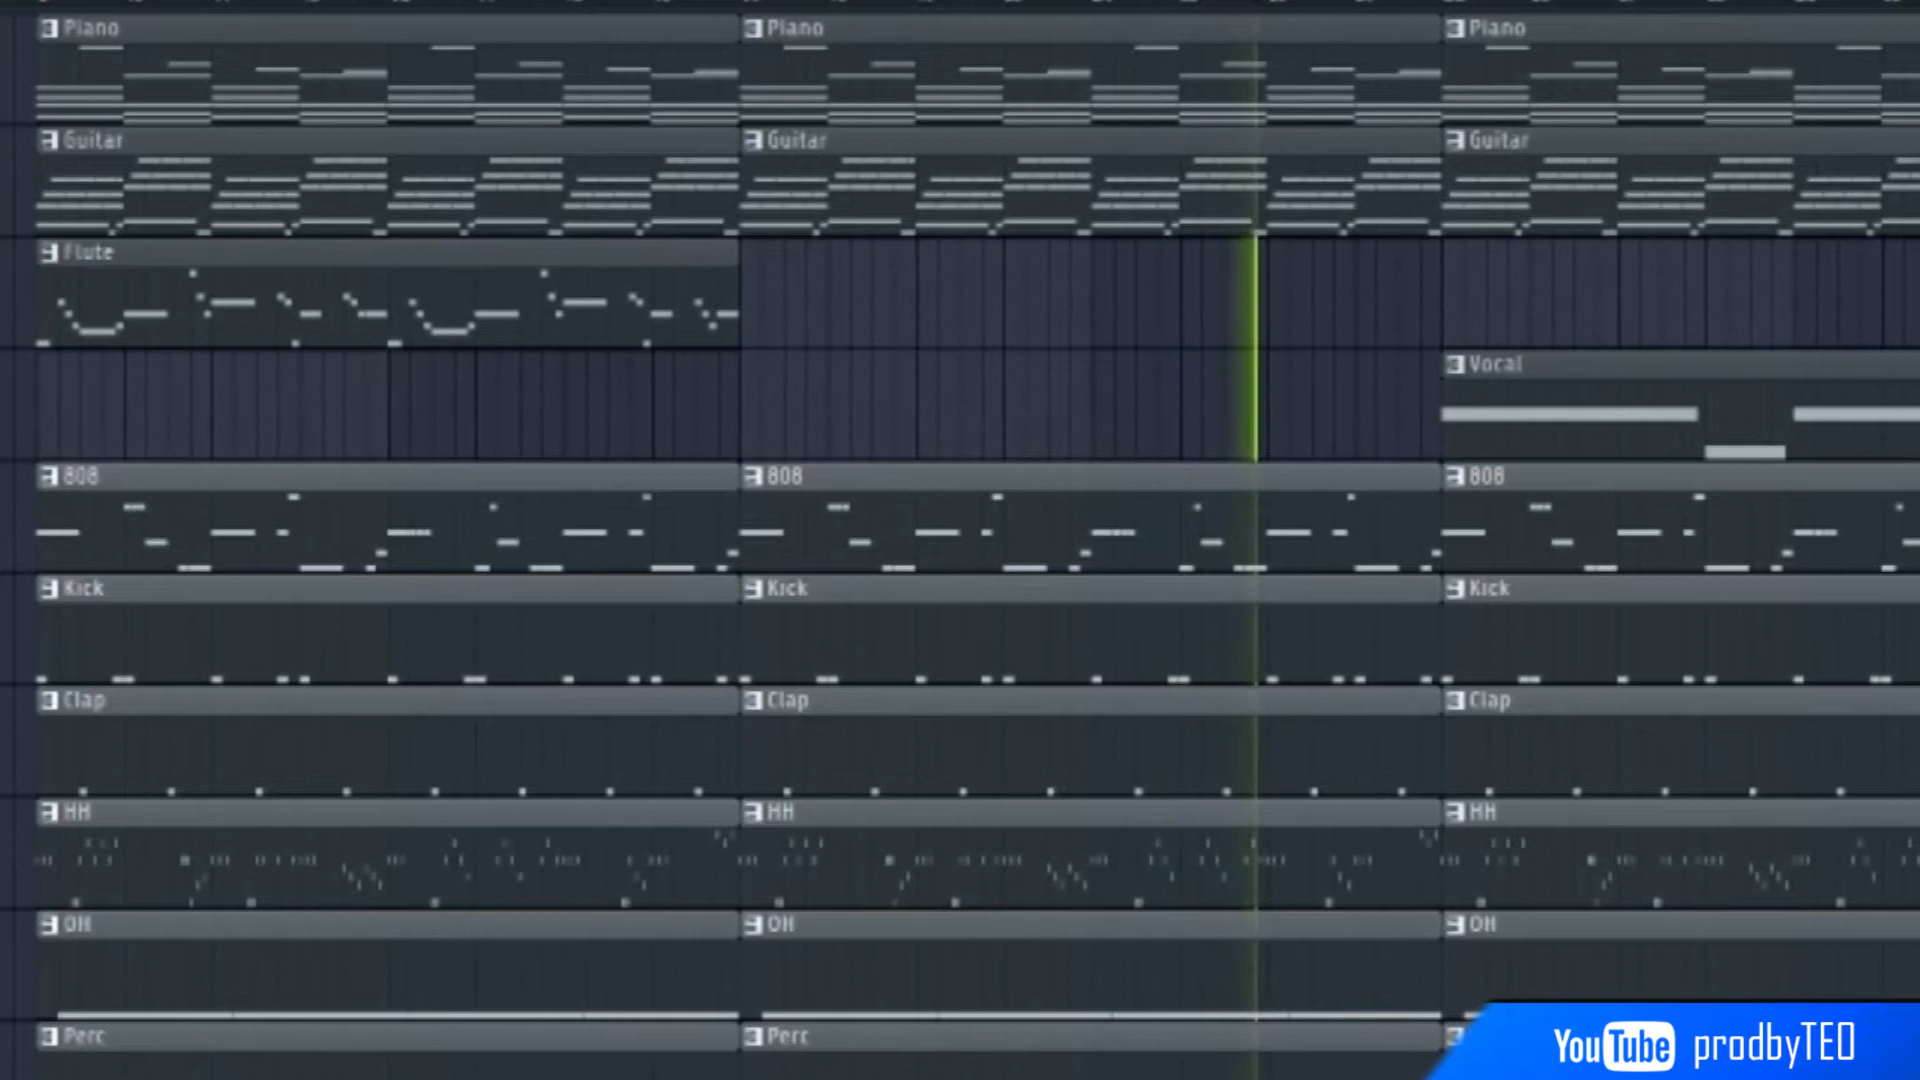 Piano Piano Piano
Guitar Guitar Guitar
Flute
Vocal
808 808 808
Kick Kick Kick
Clap Clap Clap
HH HH HH
OH OH OH
Perc Perc
YouTube prodbyTEO